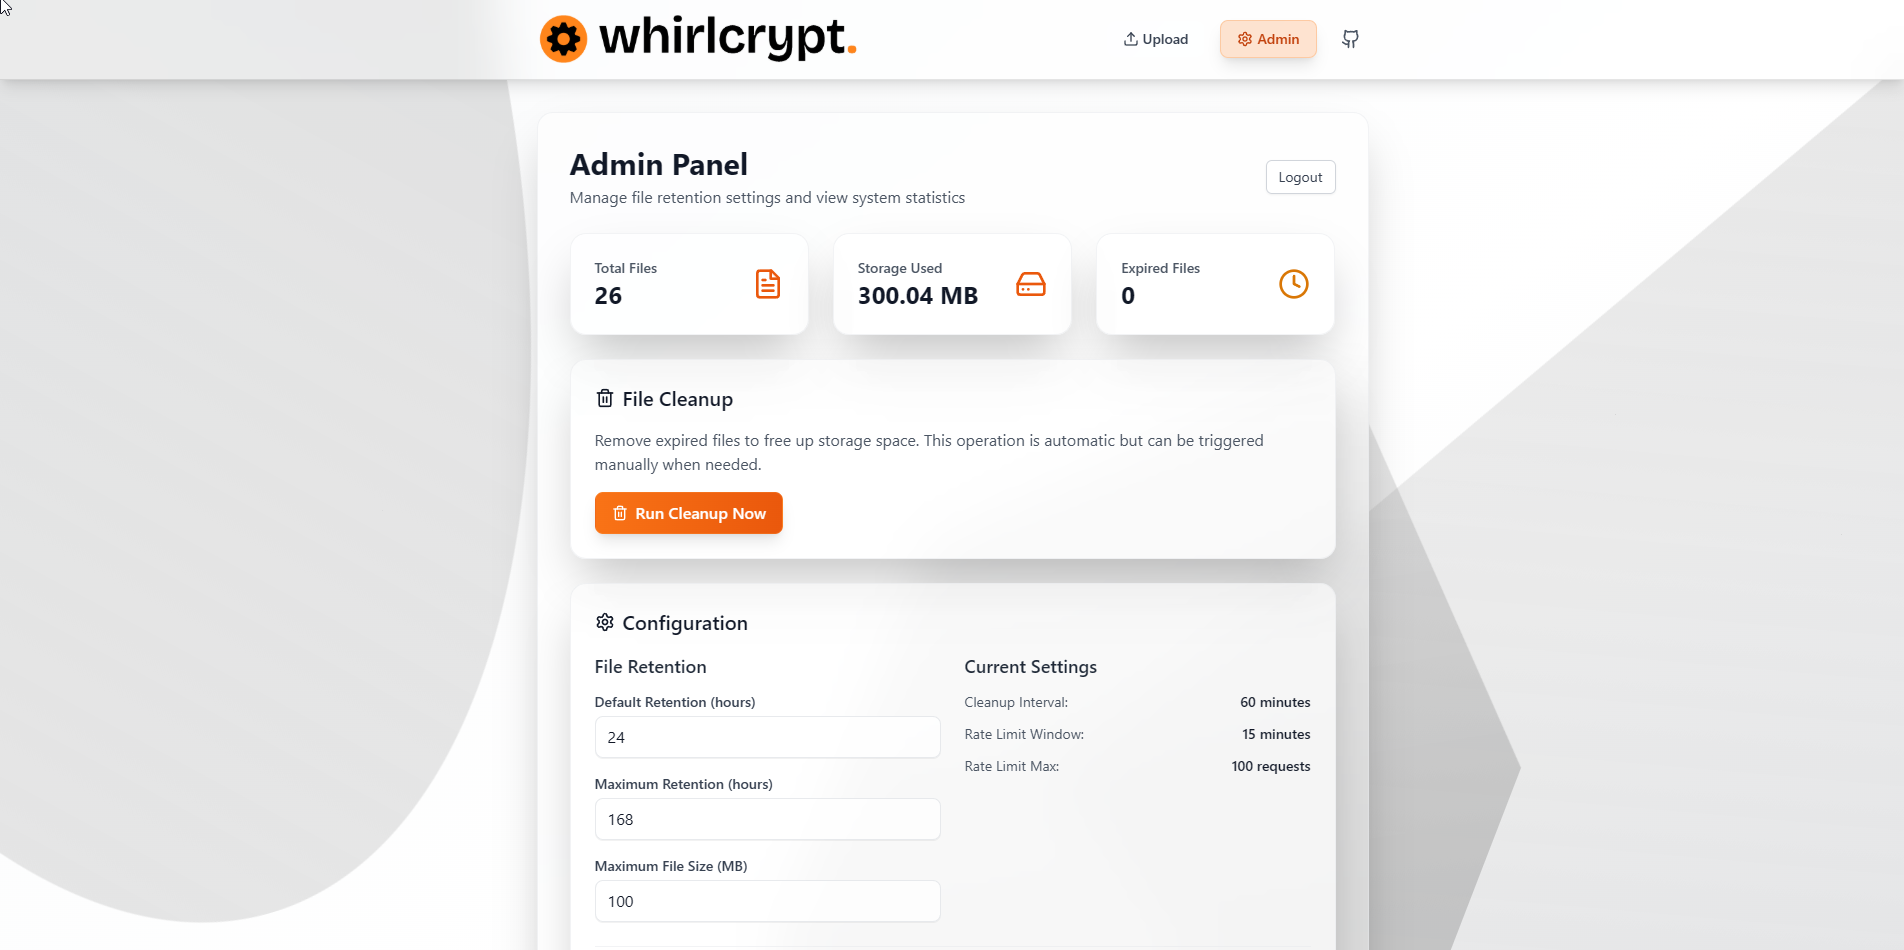 whirlcrypt.
Upload
Admin
Admin Panel
Manage file retention settings and view system statistics
Logout
Total Files
26
Storage Used
300.04 MB
Expired Files
0
File Cleanup
Remove expired files to free up storage space. This operation is automatic but can be triggered
manually when needed.
Run Cleanup Now
Configuration
File Retention
Default Retention (hours)
24
Maximum Retention (hours)
168
Maximum File Size (MB)
100
Current Settings
Cleanup Interval: 60 minutes
Rate Limit Window: 15 minutes
Rate Limit Max: 100 requests